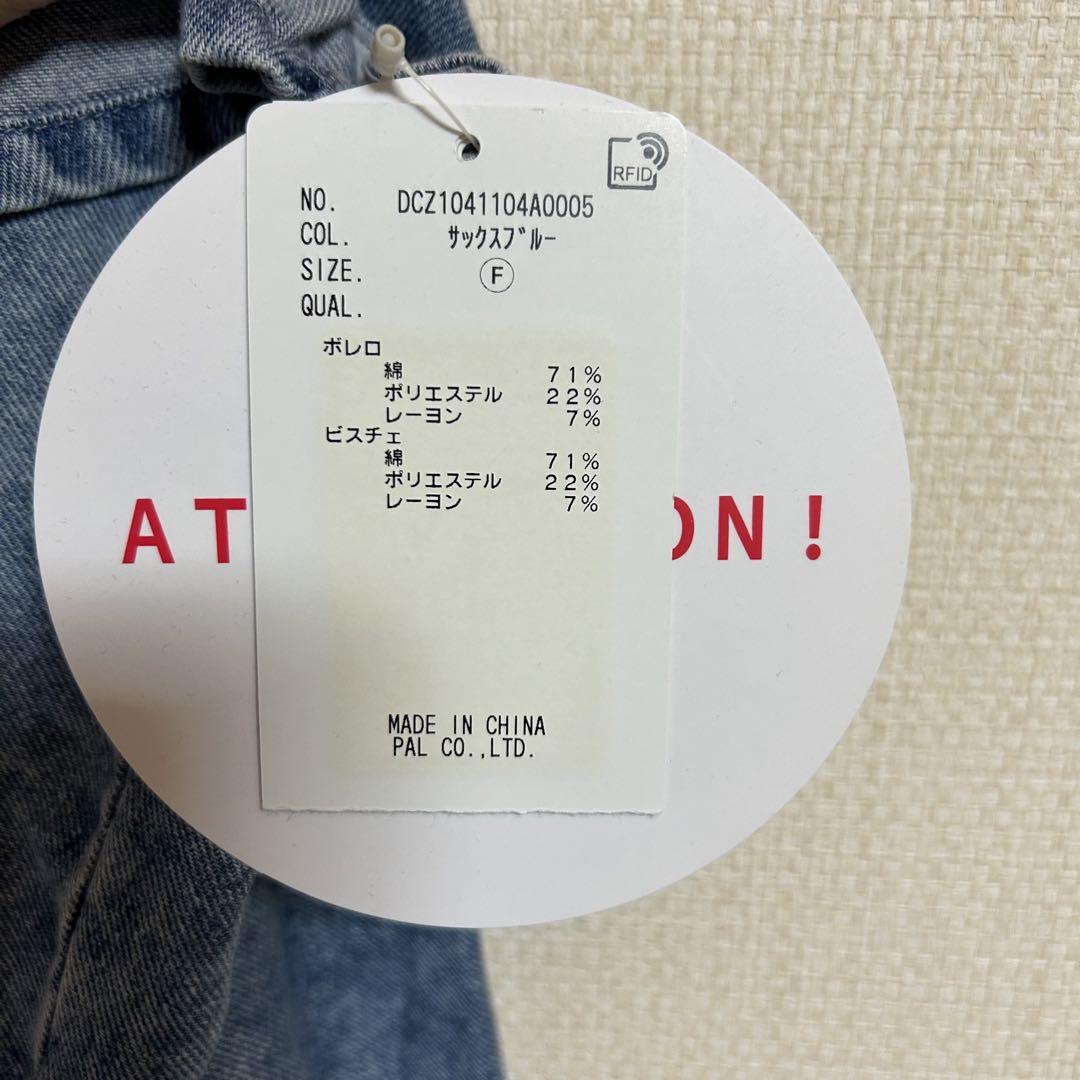 RFID
NO. DCZ1041104A0005
COL. ｻｯｸｽﾌﾞﾙｰ
SIZE. Ⓕ
QUAL.
ボレロ
綿 ７１％
ポリエステル ２２％
レーヨン ７％
ビスチェ
綿 ７１％
ポリエステル ２２％
レーヨン ７％
AT ON!
MADE IN CHINA
PAL CO.,LTD.